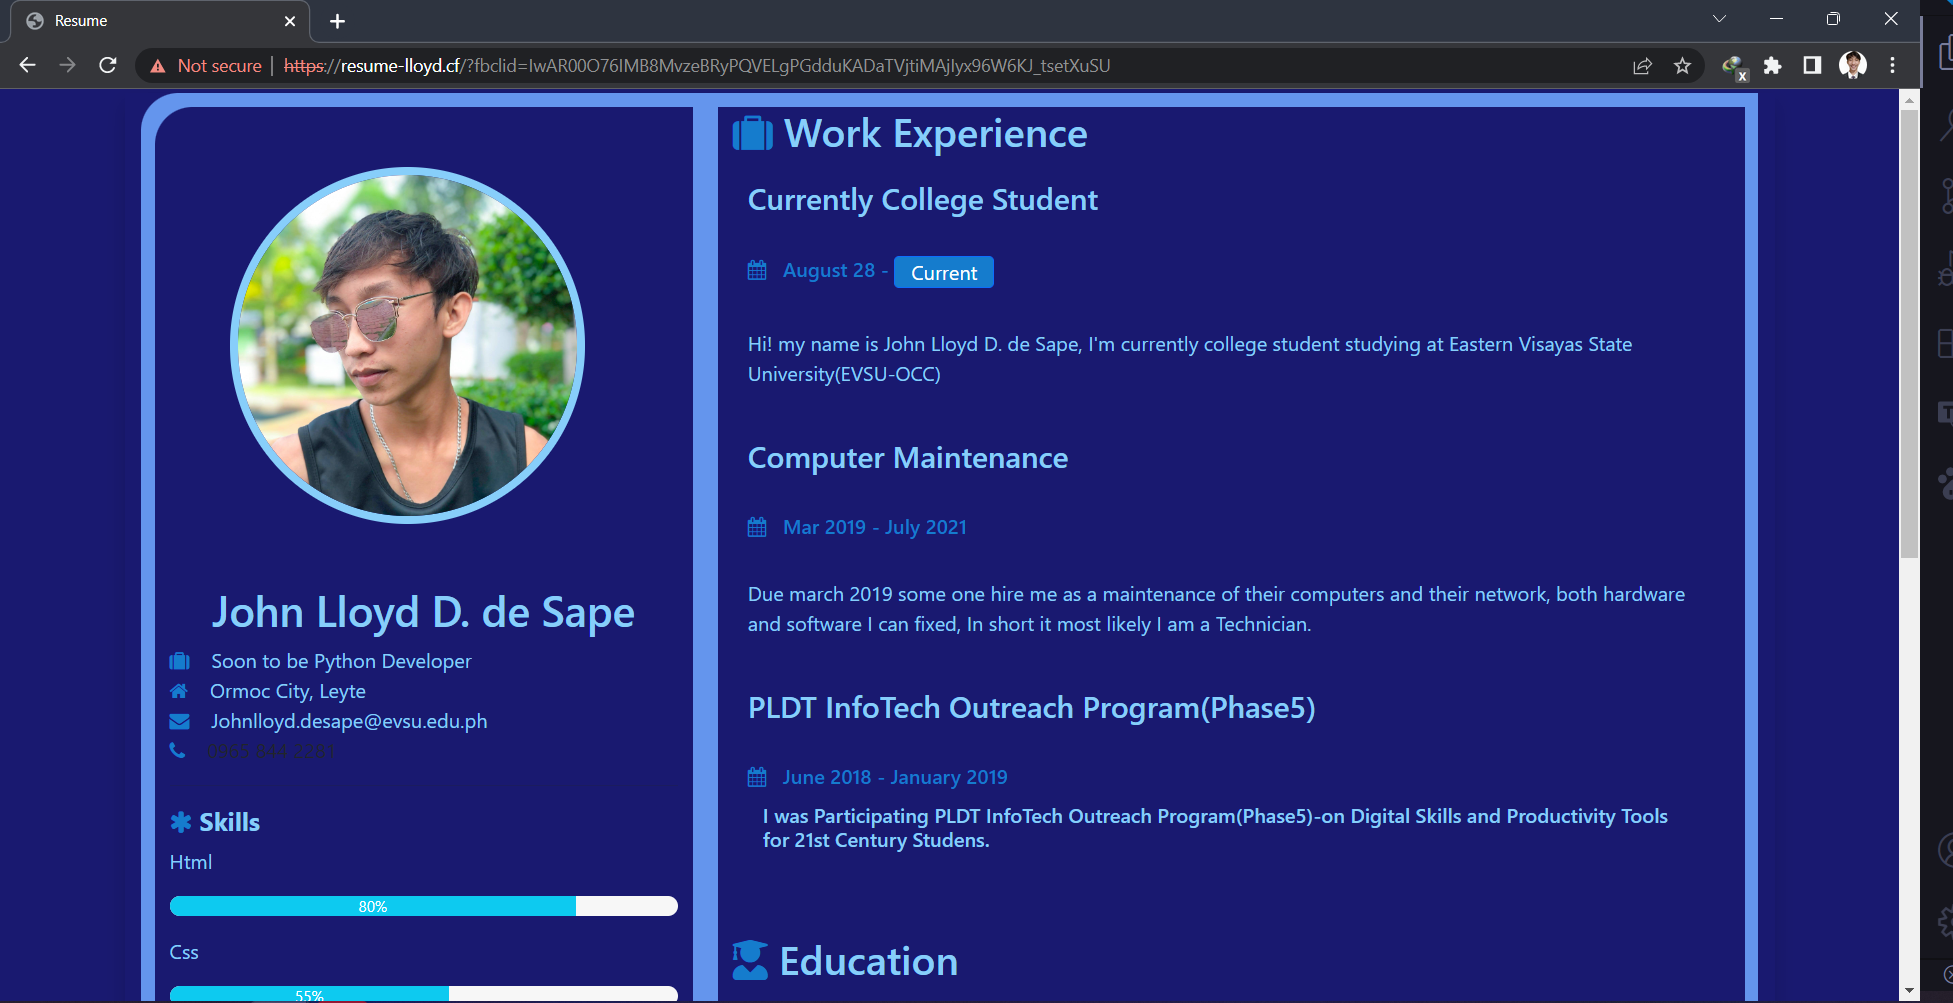 Resume
Not secure
https://resume-lloyd.cf/?fbclid=IwAR00O76IMB8MvzeBRyPQVELgPGdduKADaTVjtiMAjlyx96W6KJ_tsetXuSU
x
John Lloyd D. de Sape
Soon to be Python Developer
Ormoc City, Leyte
Johnlloyd.desape@evsu.edu.ph
Skills
Html
80%
Css
55%
Work Experience
Currently College Student
August 28 - Current
Hi! my name is John Lloyd D. de Sape, I'm currently college student studying at Eastern Visayas State
University(EVSU-OCC)
Computer Maintenance
Mar 2019 - July 2021
Due march 2019 some one hire me as a maintenance of their computers and their network, both hardware
and software I can fixed, In short it most likely I am a Technician.
PLDT InfoTech Outreach Program(Phase5)
June 2018 - January 2019
I was Participating PLDT InfoTech Outreach Program(Phase5)-on Digital Skills and Productivity Tools
for 21st Century Studens.
Education